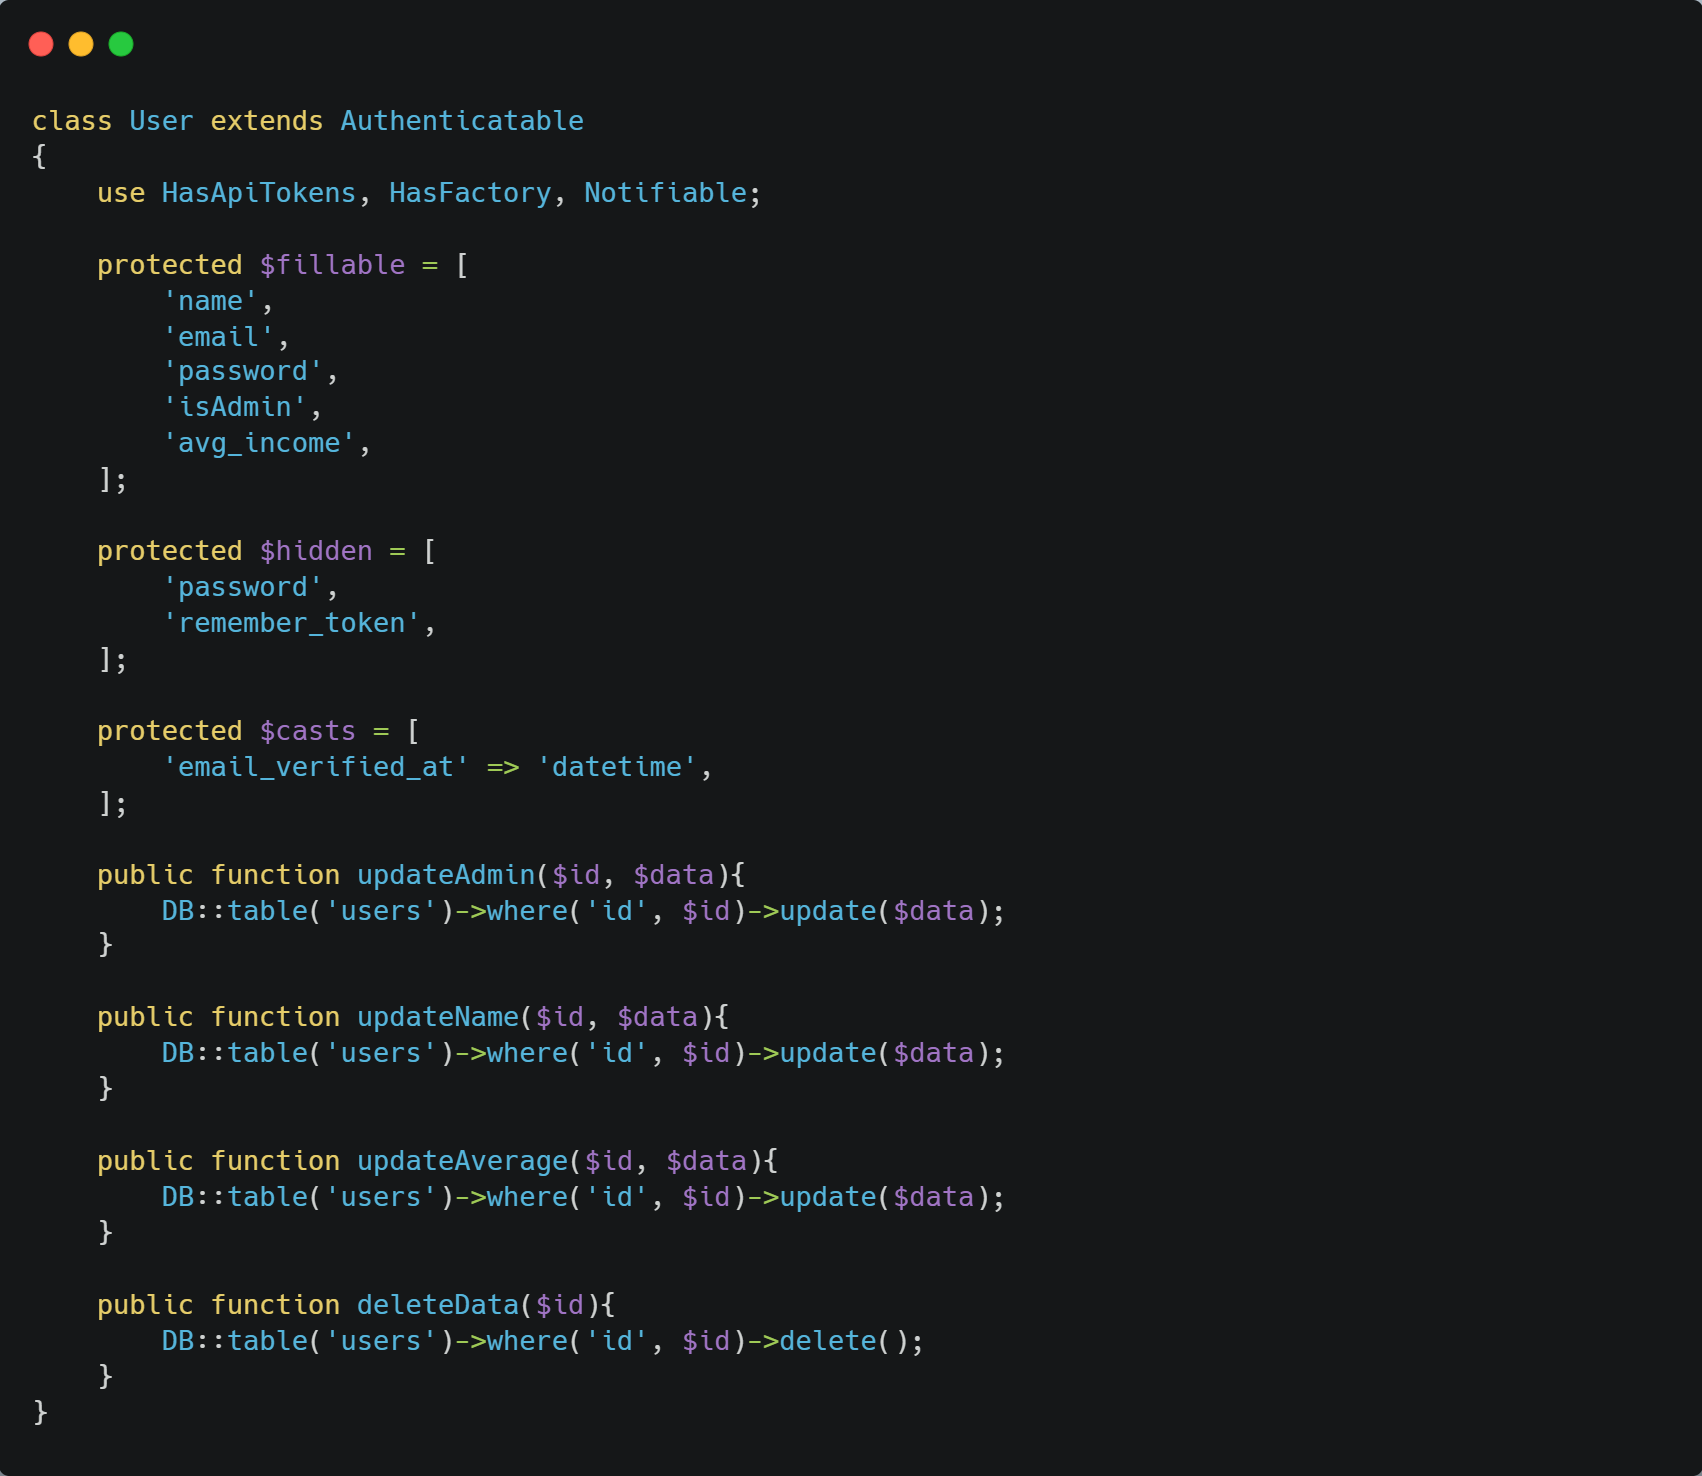 class User extends Authenticatable
{
    use HasApiTokens, HasFactory, Notifiable;

    protected $fillable = [
        'name',
        'email',
        'password',
        'isAdmin',
        'avg_income',
    ];

    protected $hidden = [
        'password',
        'remember_token',
    ];

    protected $casts = [
        'email_verified_at' => 'datetime',
    ];

    public function updateAdmin($id, $data){
        DB::table('users')->where('id', $id)->update($data);
    }

    public function updateName($id, $data){
        DB::table('users')->where('id', $id)->update($data);
    }

    public function updateAverage($id, $data){
        DB::table('users')->where('id', $id)->update($data);
    }

    public function deleteData($id){
        DB::table('users')->where('id', $id)->delete();
    }
}